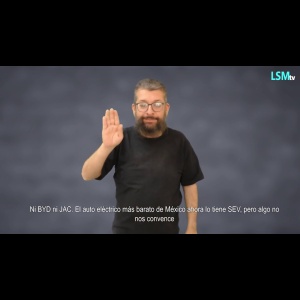 LSMtv
Ni BYD ni JAC. El auto eléctrico más barato de México ahora lo tiene SEV, pero algo no
nos convence